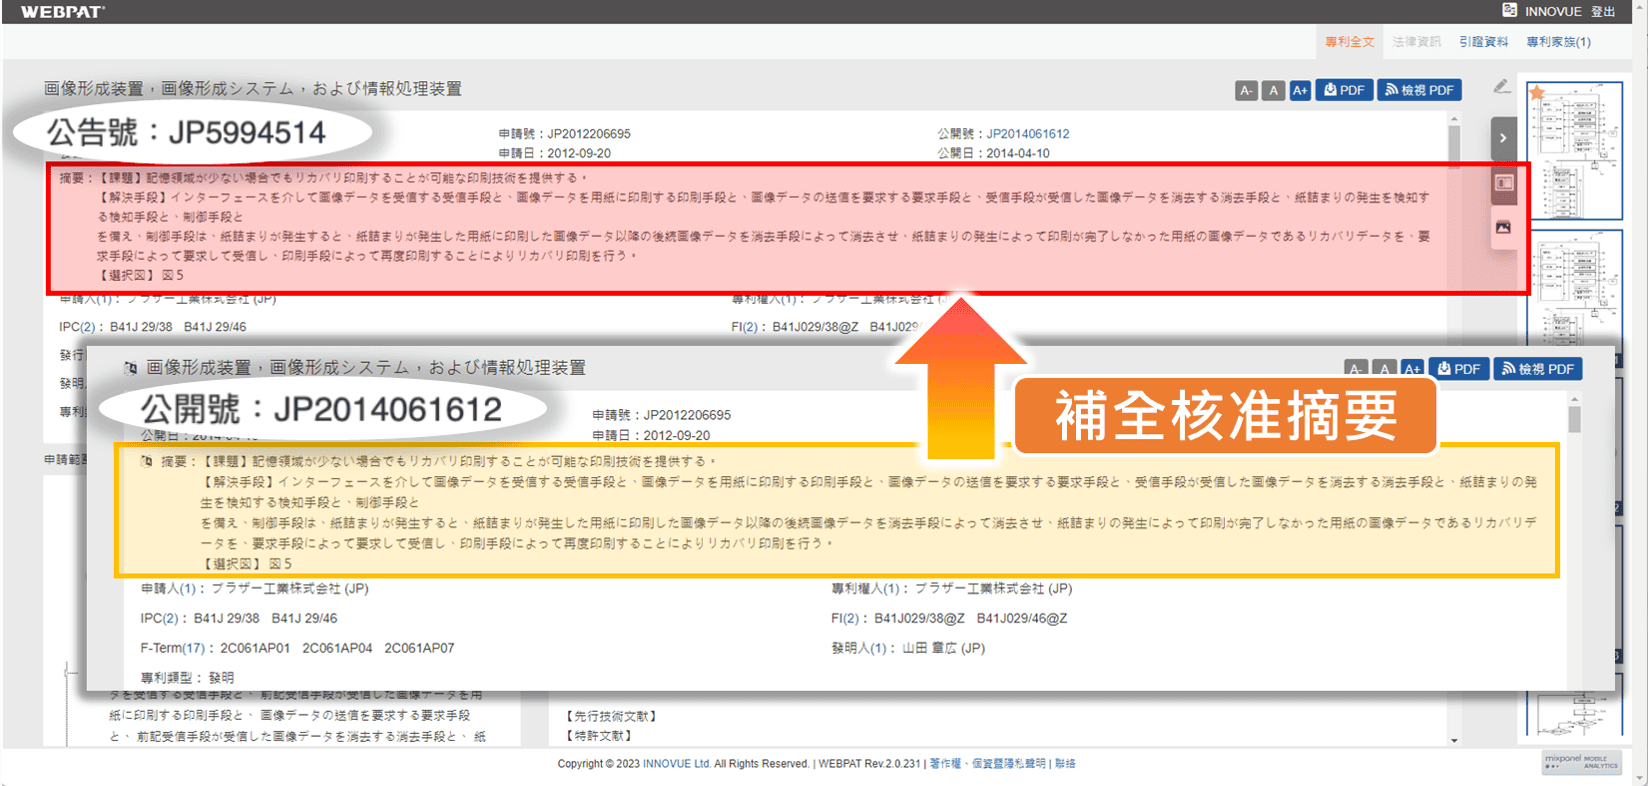 WEBPAT
INNOVUE 登出
專利全文 法律資訊 引證資料 專利家族(1)
画像形成装置，画像形成システム，および情報処理装置
A- A A+ PDF 檢視 PDF
公告號：JP5994514
申請號：JP2012206695
公開號：JP2014061612
申請日：2012-09-20
公開日：2014-04-10
摘要：【課題】記憶領域が少ない場合でもリカバリ印刷することが可能な印刷技術を提供する。
【解決手段】インターフェースを介して画像データを受信する受信手段と、画像データを用紙に印刷する印刷手段と、画像データの送信を要求する要求手段と、受信手段が受信した画像データを消去する消去手段と、紙詰まりの発生を検知す
る検知手段と、制御手段と
を備え、制御手段は、紙詰まりが発生すると、紙詰まりが発生した用紙に印刷した画像データ以降の後続画像データを消去手段によって消去させ、紙詰まりの発生によって印刷が完了しなかった用紙の画像データであるリカバリデータを、要
求手段によって要求して受信し、印刷手段によって再度印刷することによりリカバリ印刷を行う。
【選択図】図５
申請人(1)：ブラザー工業株式会社 (JP)
專利權人(1)：ブラザー工業株式会社
IPC(2)：B41J 29/38 B41J 29/46
FI(2)：B41J029/38@Z B41J029/
發行
發明
專利
申請範
画像形成装置，画像形成システム，および情報処理装置
A- A A+ PDF 檢視 PDF
公開號：JP2014061612
申請號：JP2012206695
公開日：2014-04-10
申請日：2012-09-20
補全核准摘要
摘要：【課題】記憶領域が少ない場合でもリカバリ印刷することが可能な印刷技術を提供する。
【解決手段】インターフェースを介して画像データを受信する受信手段と、画像データを用紙に印刷する印刷手段と、画像データの送信を要求する要求手段と、受信手段が受信した画像データを消去する消去手段と、紙詰まりの発
生を検知する検知手段と、制御手段と
を備え、制御手段は、紙詰まりが発生すると、紙詰まりが発生した用紙に印刷した画像データ以降の後続画像データを消去手段によって消去させ、紙詰まりの発生によって印刷が完了しなかった用紙の画像データであるリカバリデ
ータを、要求手段によって要求して受信し、印刷手段によって再度印刷することによりリカバリ印刷を行う。
【選択図】図５
申請人(1)：ブラザー工業株式会社 (JP)
專利權人(1)：ブラザー工業株式会社 (JP)
IPC(2)：B41J 29/38 B41J 29/46
FI(2)：B41J029/38@Z B41J029/46@Z
F-Term(17)：2C061AP01 2C061AP04 2C061AP07
發明人(1)：山田 章広 (JP)
專利類型：發明
タを受信する受信手段と、前記受信手段が受信した画像データを用
紙に印刷する印刷手段と、画像データの送信を要求する要求手段
と、前記受信手段が受信した画像データを消去する消去手段と、紙
【先行技術文献】
【特許文献】
Copyright © 2023 INNOVUE Ltd. All Rights Reserved. | WEBPAT Rev.2.0.231 | 著作權、個資暨隱私聲明 | 聯絡
mixpanel MOBILE ANALYTICS